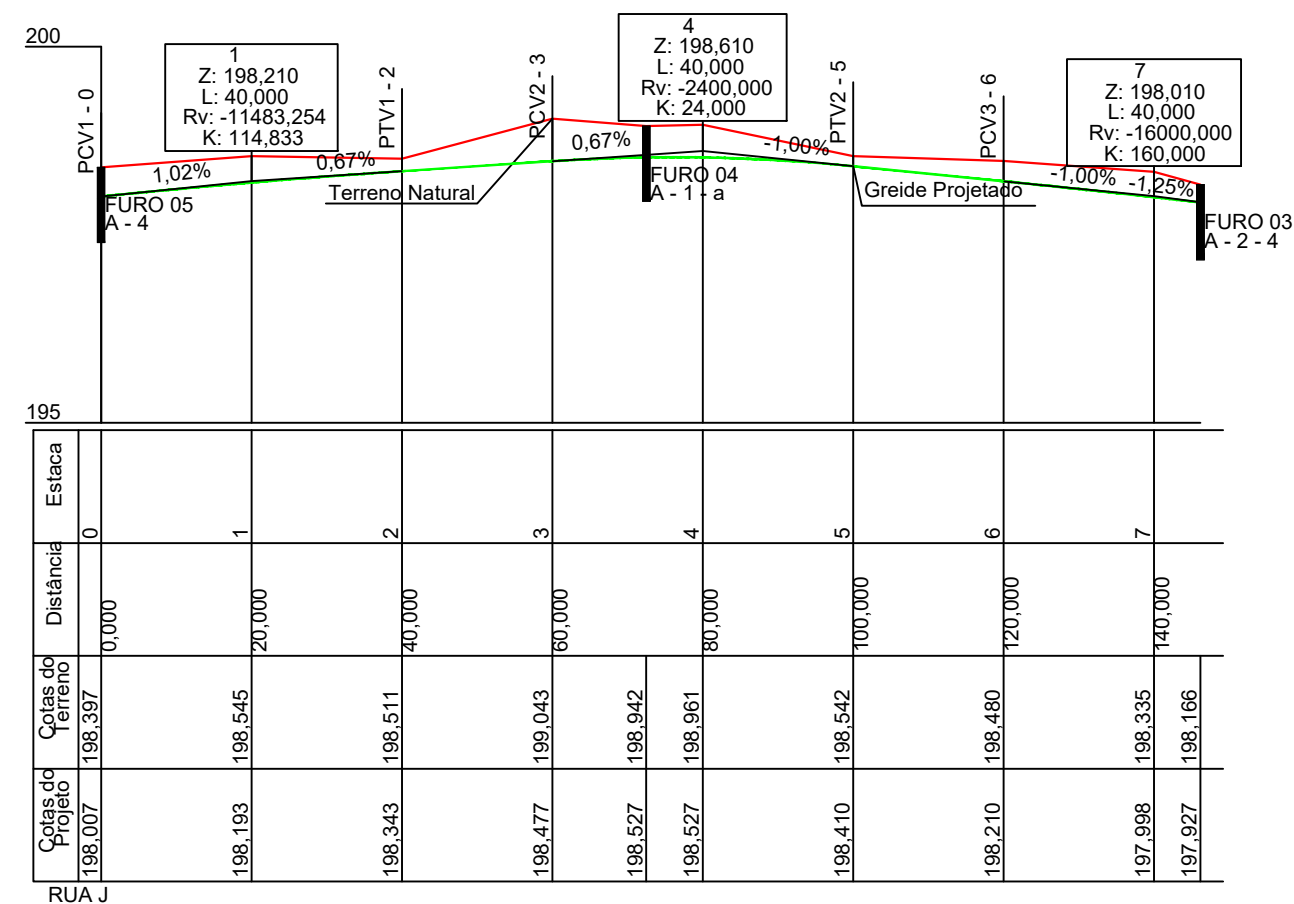 200
195
PCV1 - 0
1
Z: 198,210
L: 40,000
Rv: -11483,254
K: 114,833
PTV1 - 2
PCV2 - 3
4
Z: 198,610
L: 40,000
Rv: -2400,000
K: 24,000
PTV2 - 5
PCV3 - 6
7
Z: 198,010
L: 40,000
Rv: -16000,000
K: 160,000
1,02%
0,67%
0,67%
-1,00%
-1,00%
-1,25%
FURO 05
A - 4
Terreno Natural
FURO 04
A - 1 - a
Greide Projetado
FURO 03
A - 2 - 4
Estaca
0
1
2
3
4
5
6
7
Distância
0,000
20,000
40,000
60,000
80,000
100,000
120,000
140,000
Cotas do
Terreno
198,397
198,545
198,511
199,043
198,942
198,961
198,542
198,480
198,335
198,166
Cotas do
Projeto
198,007
198,193
198,343
198,477
198,527
198,527
198,410
198,210
197,998
197,927
RUA J